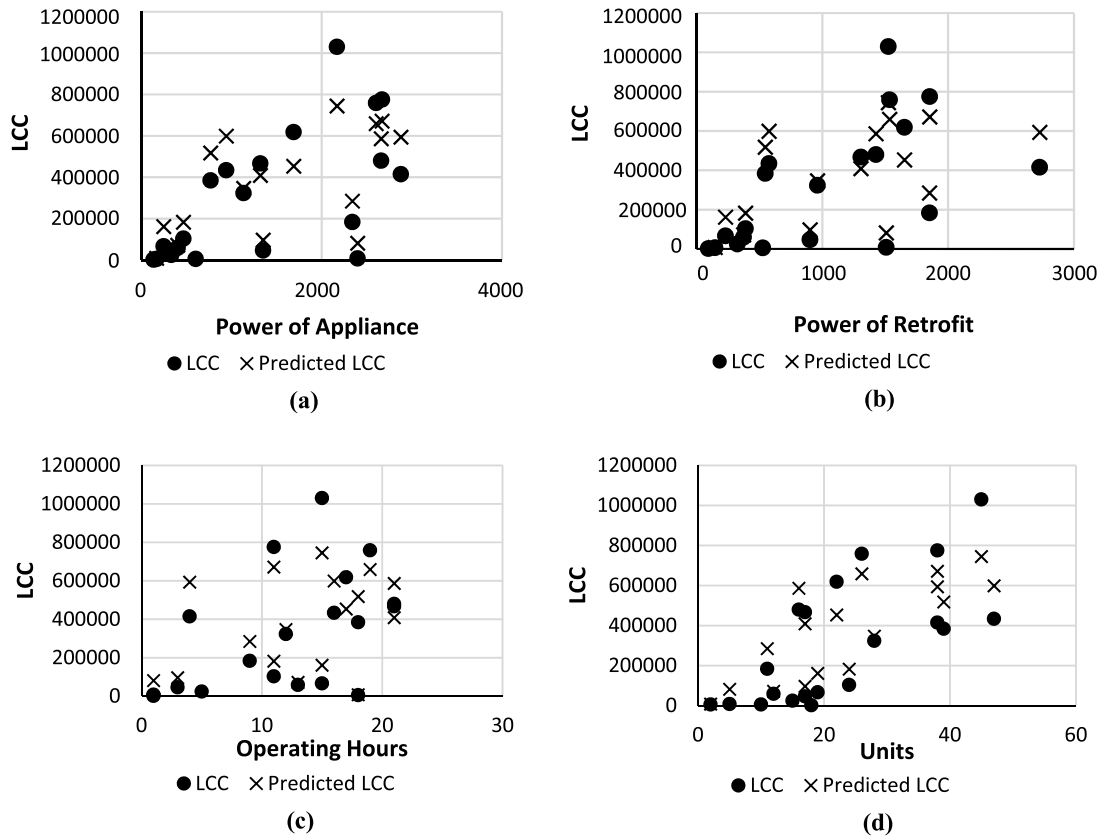 1200000
1000000
800000
600000
400000
200000
0
LCC
0 2000 4000
Power of Appliance
LCC Predicted LCC
(a)
1200000
1000000
800000
600000
400000
200000
0
LCC
0 1000 2000 3000
Power of Retrofit
LCC Predicted LCC
(b)
1200000
1000000
800000
600000
400000
200000
0
LCC
0 10 20 30
Operating Hours
LCC Predicted LCC
(c)
1200000
1000000
800000
600000
400000
200000
0
LCC
0 20 40 60
Units
LCC Predicted LCC
(d)